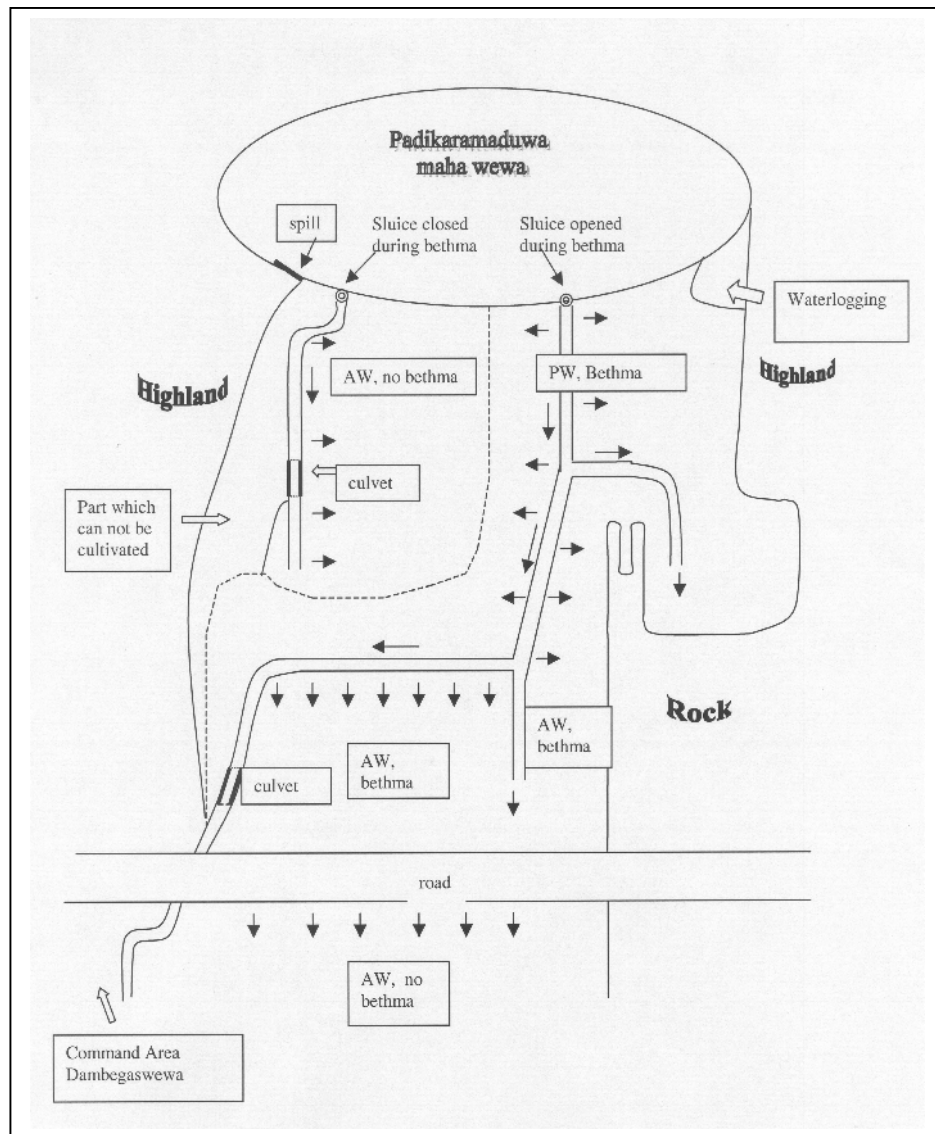 Padikaramaduwa
maha wewa
spill
Sluice closed
during bethma
Sluice opened
during bethma
Waterlogging
Highland
AW, no bethma
PW, Bethma
Highland
culvet
Part which
can not be
cultivated
Rock
AW,
bethma
AW,
bethma
culvet
road
AW, no
bethma
Command Area
Dambegaswewa